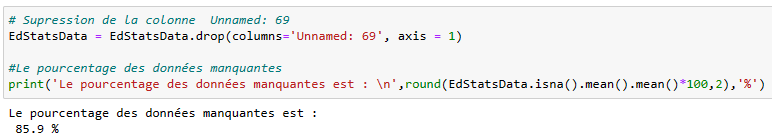 # Supression de la colonne  Unnamed: 69
EdStatsData = EdStatsData.drop(columns='Unnamed: 69', axis = 1)
#Le pourcentage des données manquantes
print('Le pourcentage des données manquantes est : \n',round(EdStatsData.isna().mean().mean()*100,2),'%')
Le pourcentage des données manquantes est :
 85.9 %